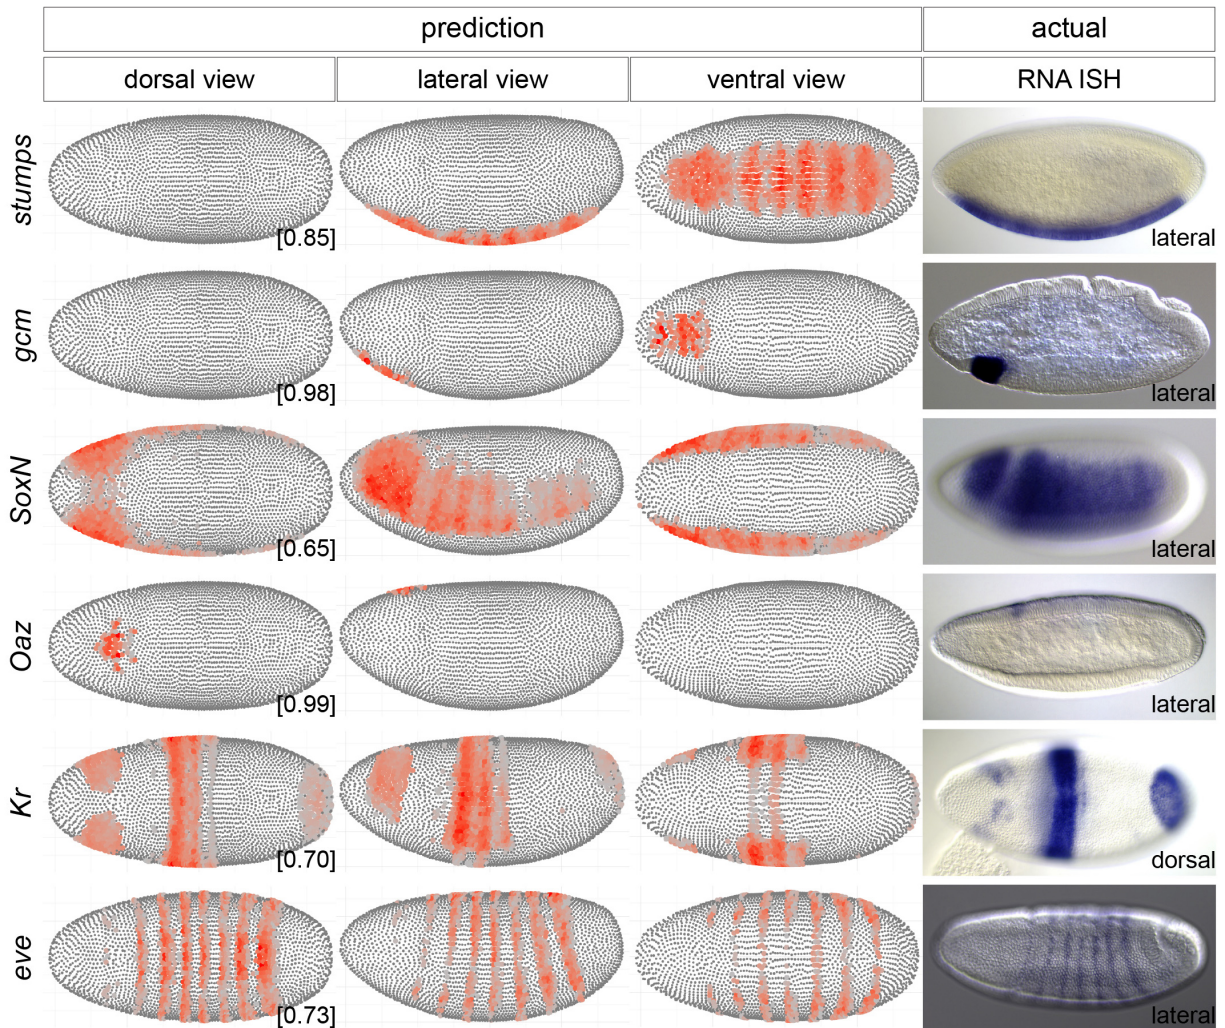 prediction actual
dorsal view lateral view ventral view RNA ISH
stumps [0.85] lateral
gcm [0.98] lateral
SoxN [0.65] lateral
Oaz [0.99] lateral
Kr [0.70] dorsal
eve [0.73] lateral